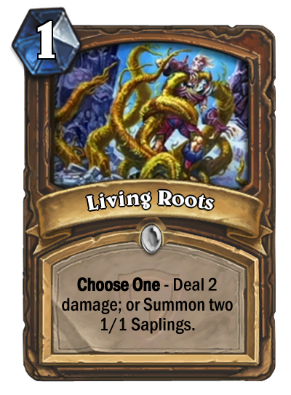 1
Living Roots
Choose One - Deal 2
damage; or Summon two
1/1 Saplings.